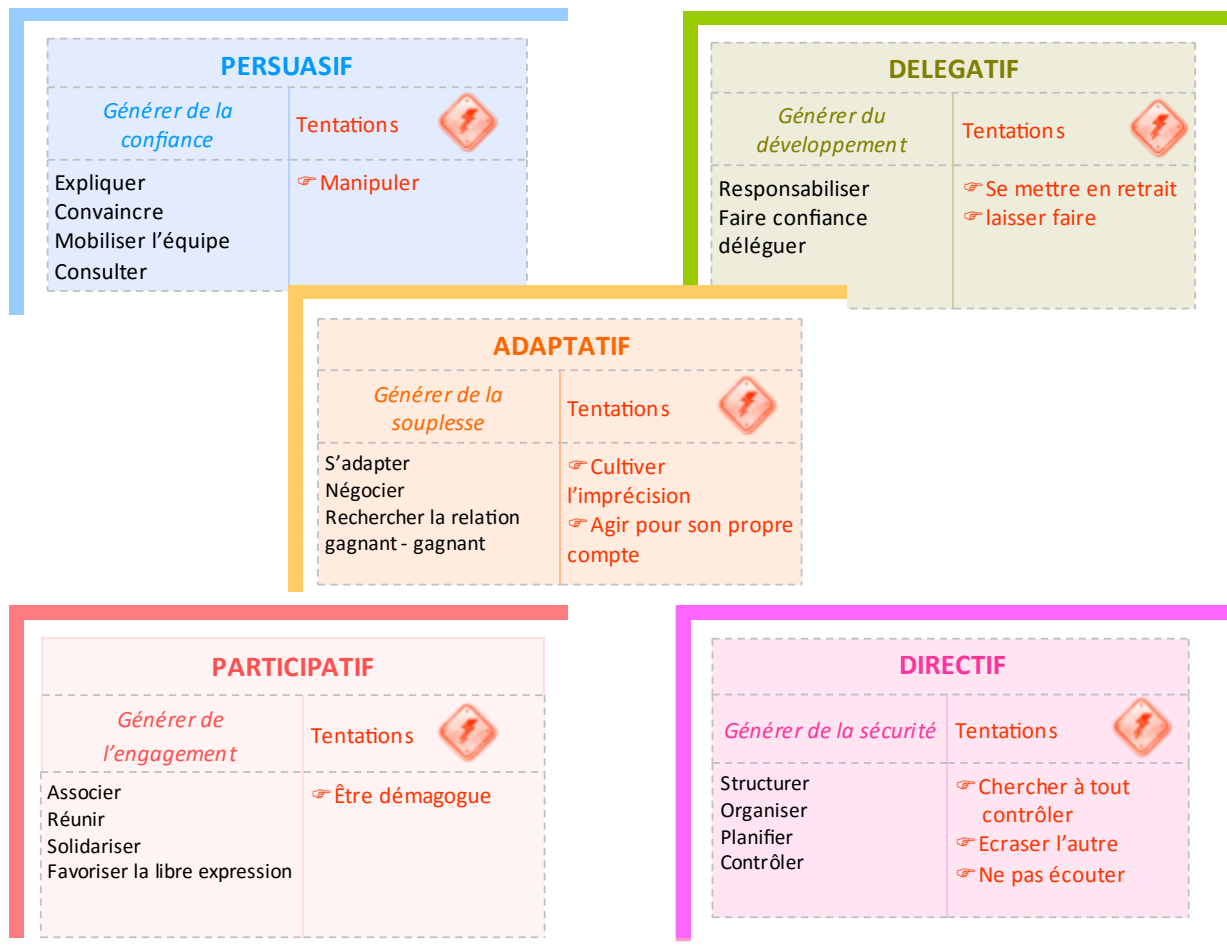 PERSUASIF
Générer de la
confiance
Tentations
Expliquer
Convaincre
Mobiliser l’équipe
Consulter
☞Manipuler
DELEGATIF
Générer du
développement
Tentations
Responsabiliser
Faire confiance
déléguer
☞Se mettre en retrait
☞laisser faire
ADAPTATIF
Générer de la
souplesse
Tentations
S’adapter
Négocier
Rechercher la relation
gagnant - gagnant
☞Cultiver
l’imprécision
☞Agir pour son propre
compte
PARTICIPATIF
Générer de
l’engagement
Tentations
Associer
Réunir
Solidariser
Favoriser la libre expression
☞Être démagogue
DIRECTIF
Générer de la sécurité
Tentations
Structurer
Organiser
Planifier
Contrôler
☞Chercher à tout
contrôler
☞Ecraser l’autre
☞Ne pas écouter